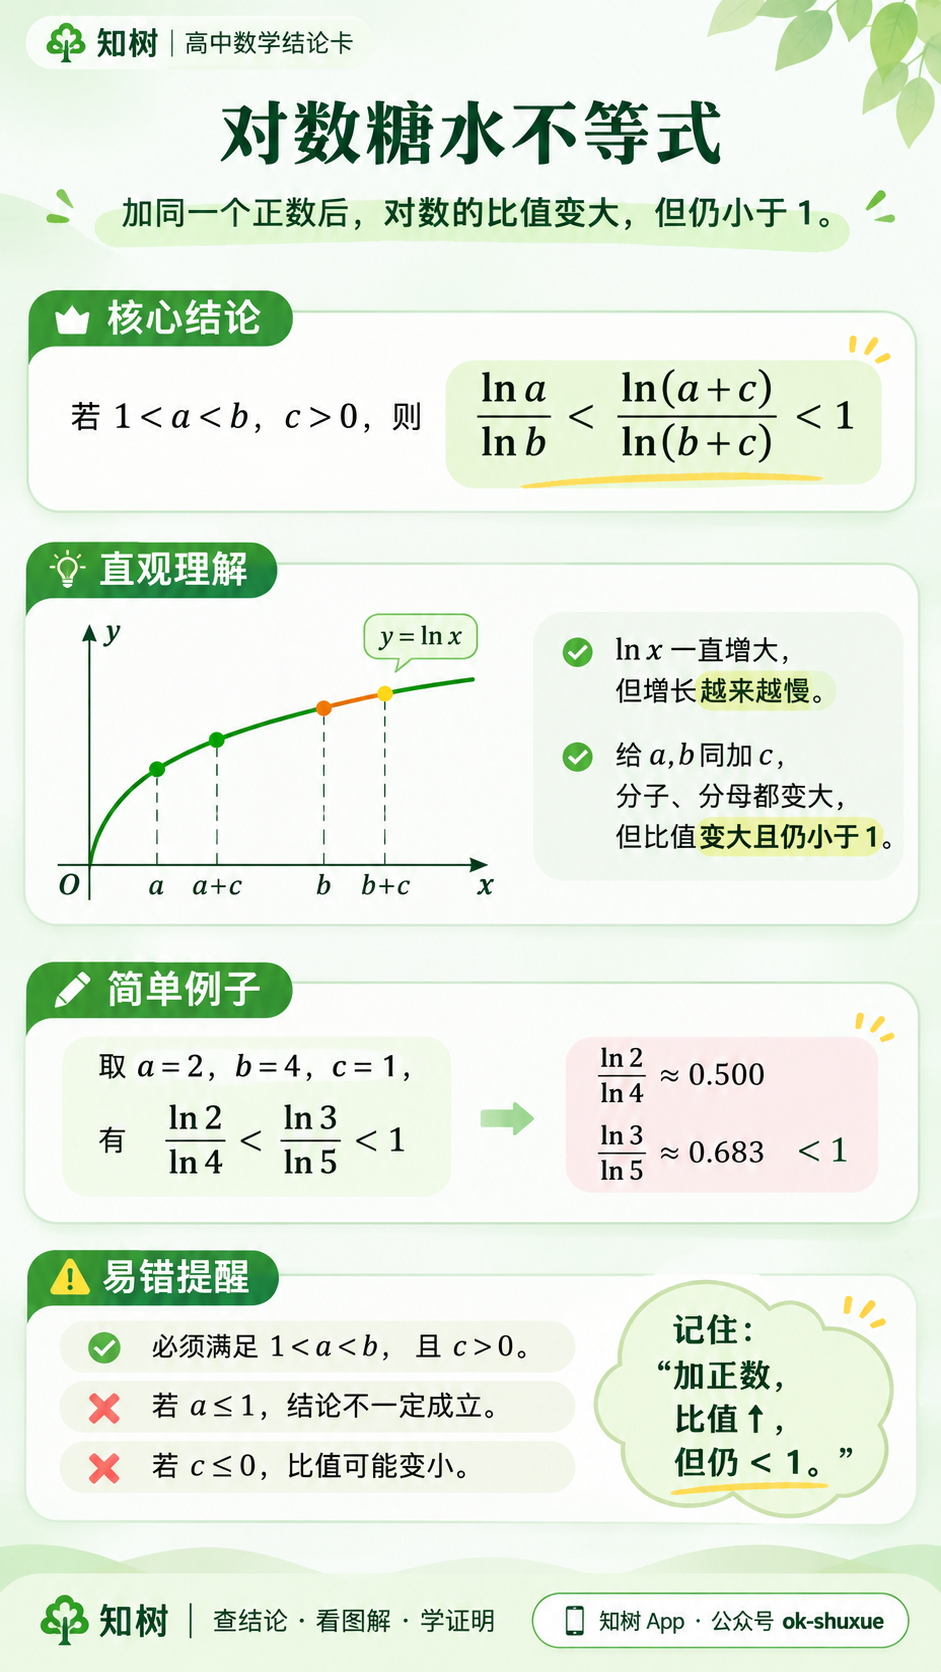 知树 | 高中数学结论卡
对数糖水不等式
加同一个正数后，对数的比值变大，但仍小于 1。
核心结论
若 1 < a < b，c > 0，则 ln a / ln b < ln(a+c) / ln(b+c) < 1
直观理解
y
y = ln x
O a a+c b b+c x
ln x 一直增大，
但增长越来越慢。
给 a,b 同加 c，
分子、分母都变大，
但比值变大且仍小于 1。
简单例子
取 a = 2，b = 4，c = 1，
有 ln 2 / ln 4 < ln 3 / ln 5 < 1
ln 2 / ln 4 ≈ 0.500
ln 3 / ln 5 ≈ 0.683 < 1
易错提醒
必须满足 1 < a < b， 且 c > 0。
若 a ≤ 1，结论不一定成立。
若 c ≤ 0，比值可能变小。
记住：
“加正数，
比值↑，
但仍 < 1。”
知树 | 查结论 · 看图解 · 学证明
知树 App · 公众号 ok-shuxue